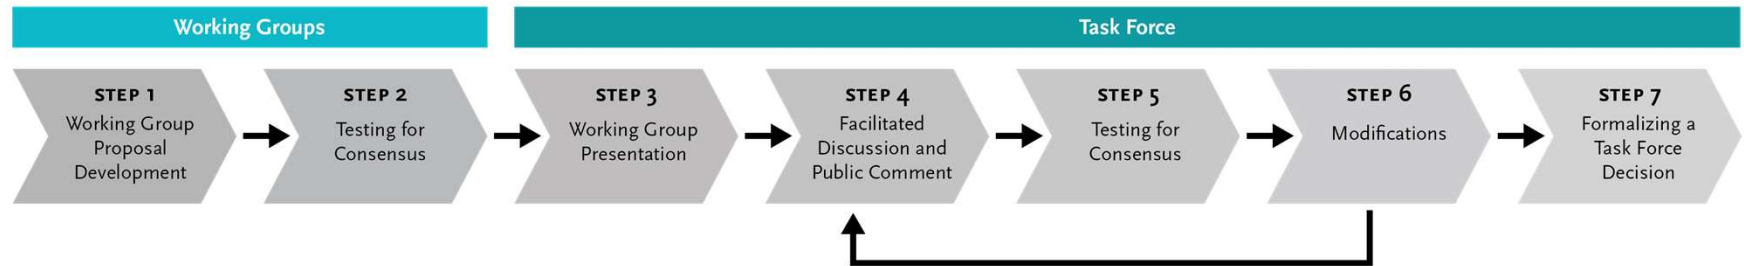 Working Groups
Task Force
STEP 1
Working Group
Proposal
Development
STEP 2
Testing for
Consensus
STEP 3
Working Group
Presentation
STEP 4
Facilitated
Discussion and
Public Comment
STEP 5
Testing for
Consensus
STEP 6
Modifications
STEP 7
Formalizing a
Task Force
Decision